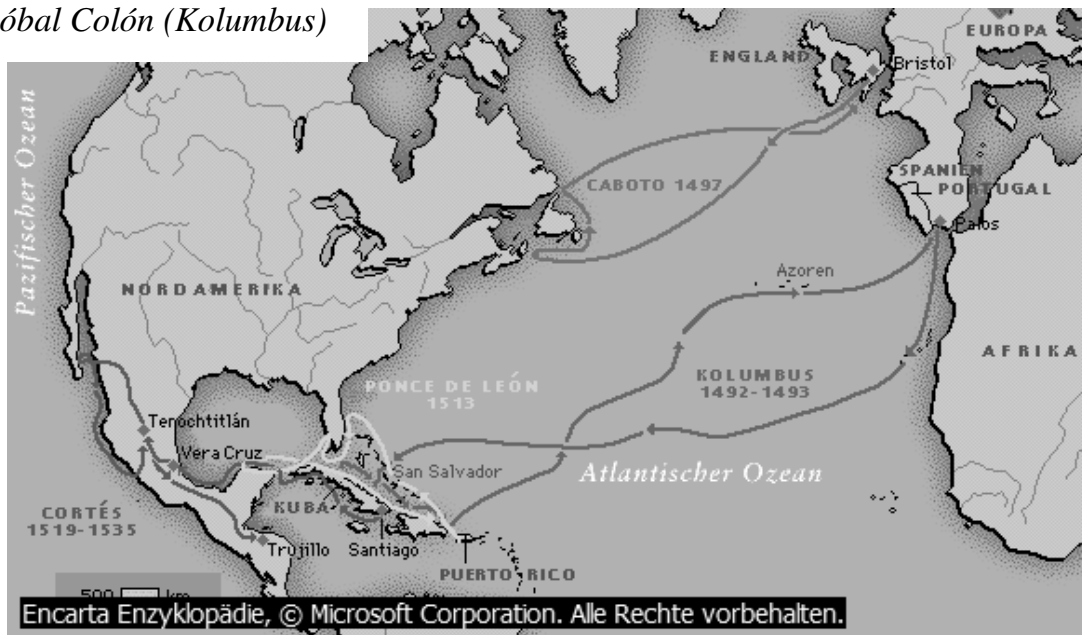 óbal Colón (Kolumbus)
EUROPA
ENGLAND
Bristol
Pazifischer Ozean
CABOTO 1497
SPANIEN
PORTUGAL
Palos
Azoren
NORDAMERIKA
AFRIKA
PONCE DE LEÓN
1513
KOLUMBUS
1492-1493
Tenochtitlán
Vera Cruz
San Salvador
Atlantischer Ozean
KUBA
CORTÉS
1519-1535
Trujillo
Santiago
PUERTO RICO
500 km
Encarta Enzyklopädie, © Microsoft Corporation. Alle Rechte vorbehalten.